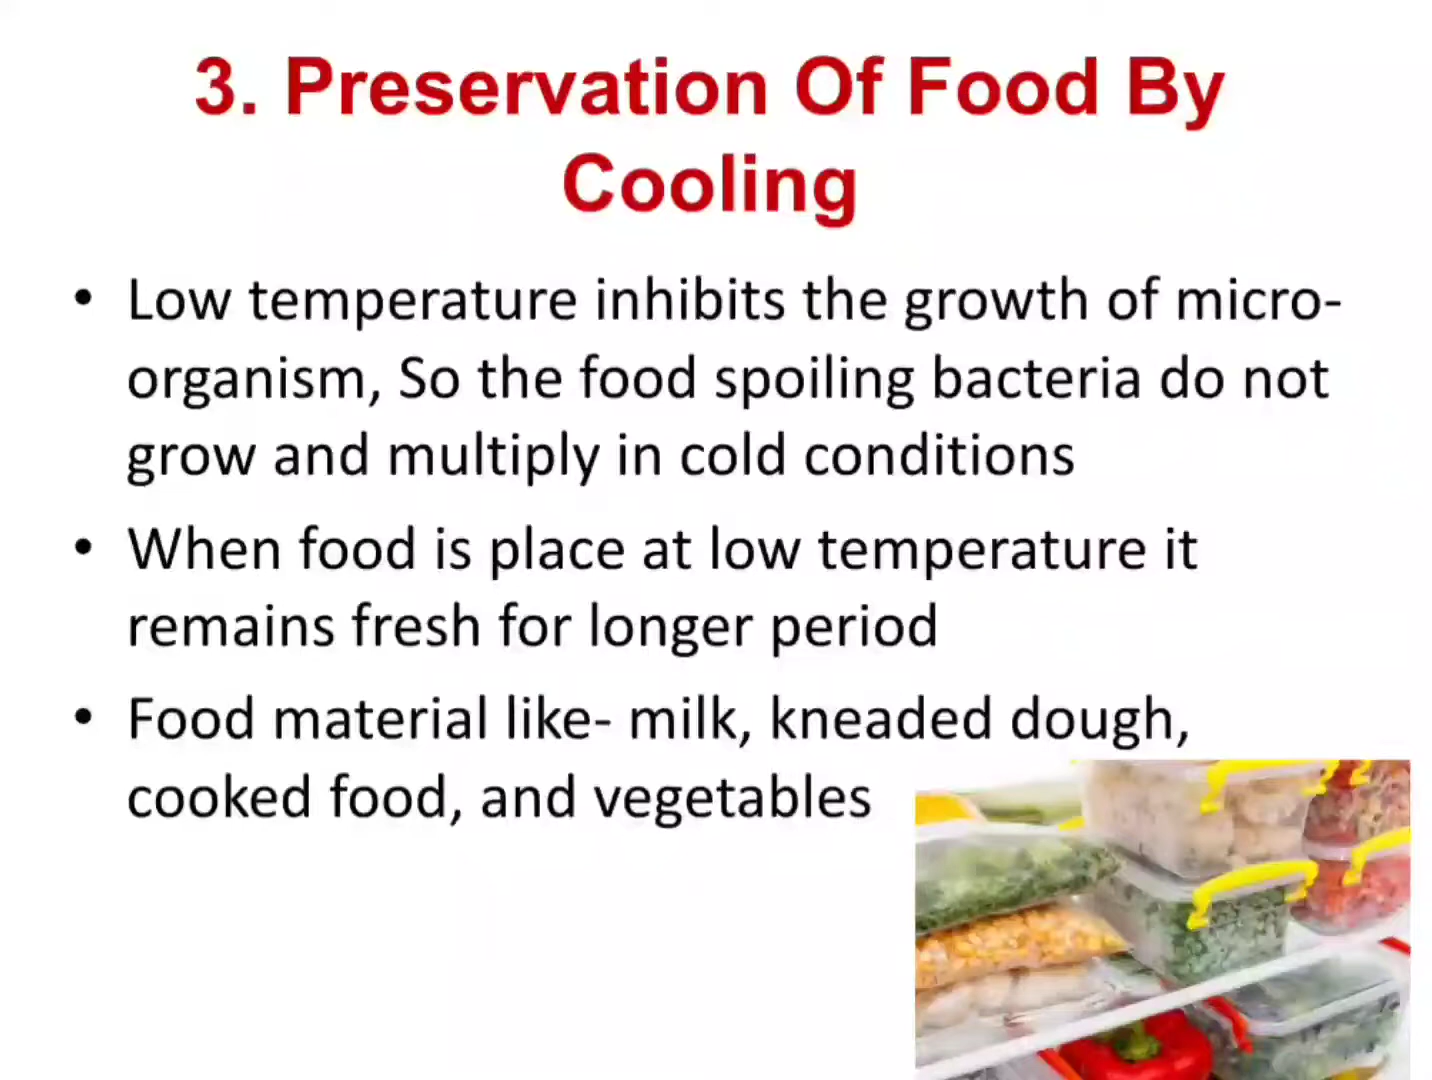 3. Preservation Of Food By
Cooling
• Low temperature inhibits the growth of micro-
organism, So the food spoiling bacteria do not
grow and multiply in cold conditions
• When food is place at low temperature it
remains fresh for longer period
• Food material like- milk, kneaded dough,
cooked food, and vegetables